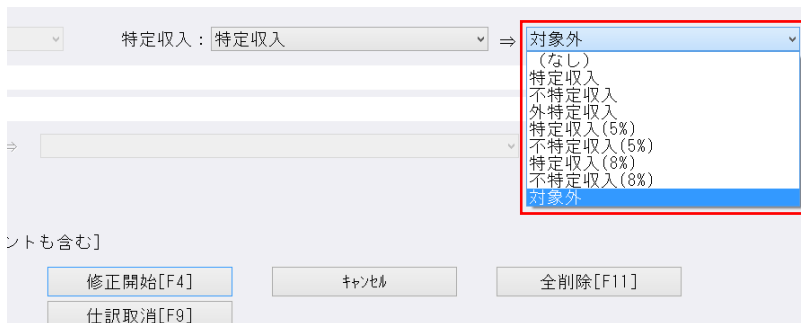 特定収入：特定収入 ⇒ 対象外
（なし）
特定収入
不特定収入
外特定収入
特定収入(5%)
不特定収入(5%)
特定収入(8%)
不特定収入(8%)
対象外
⇒
ントも含む]
修正開始[F4] ｷｬﾝｾﾙ 全削除[F11]
仕訳取消[F9]